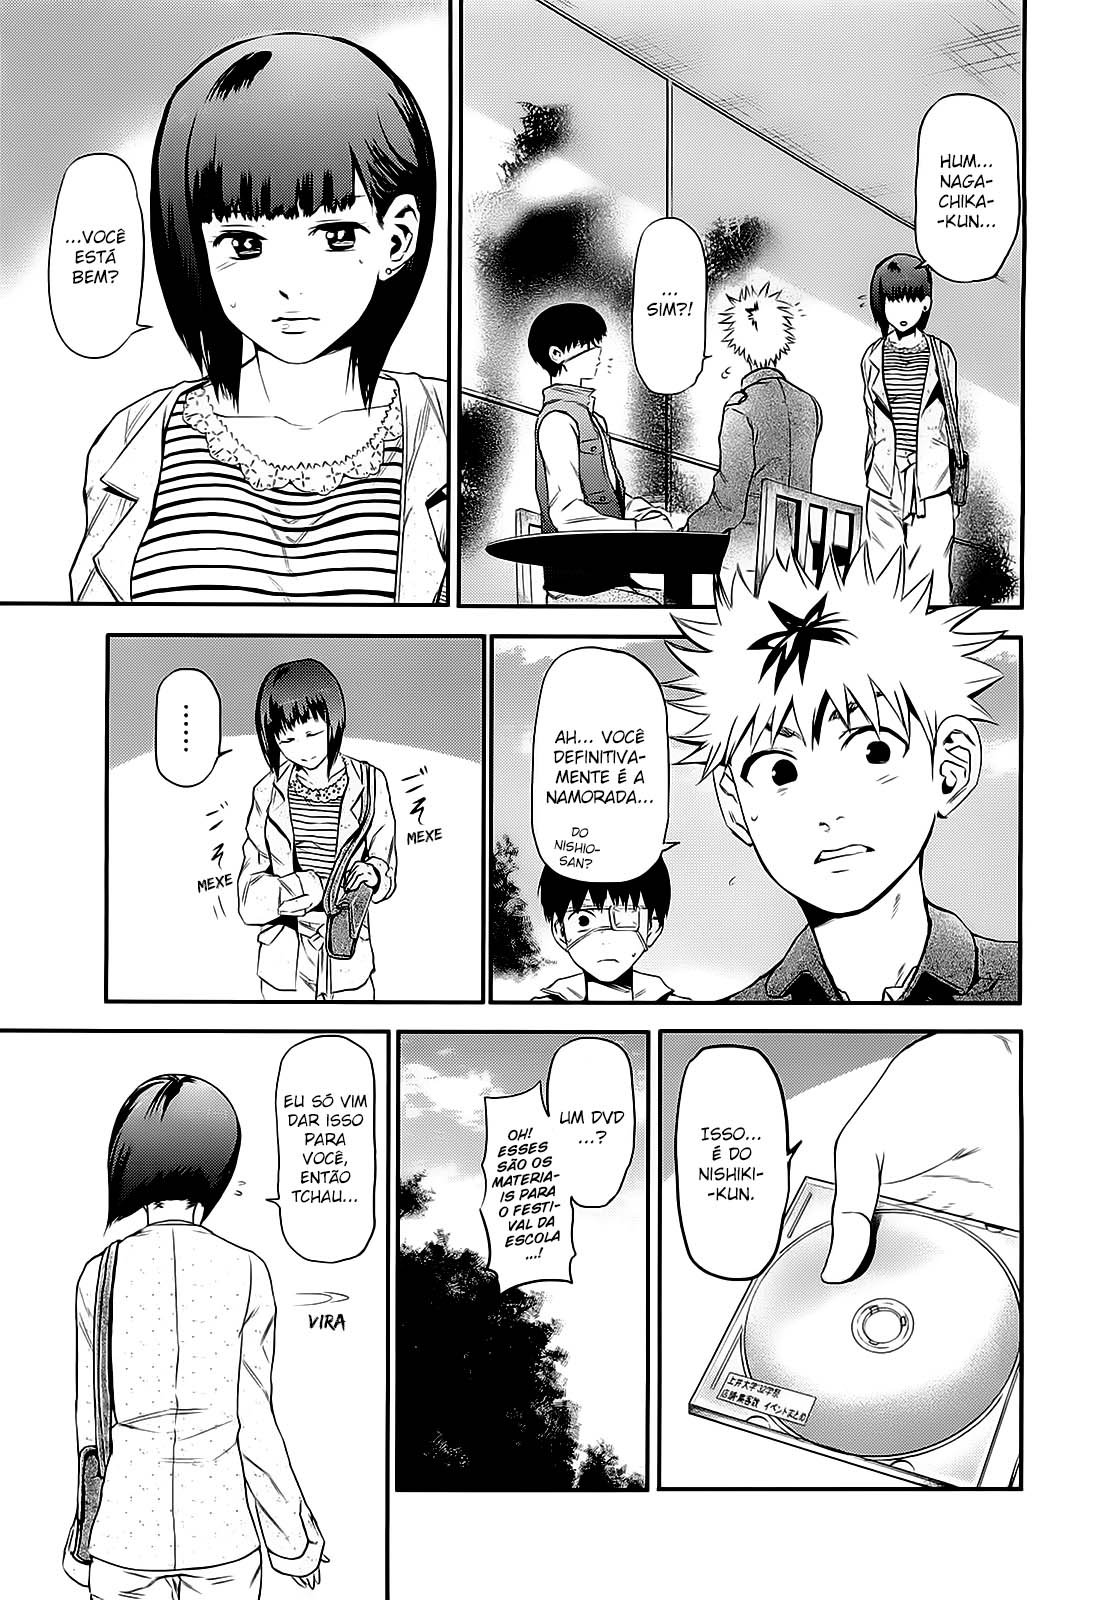 HUM...
NAGA-
CHIKA-
-KUN...
...
SIM?!
...VOCÊ
ESTÁ
BEM?
AH... VOCÊ
DEFINITIVA-
MENTE É A
NAMORADA...
DO
NISHIO-
SAN?
......
MEXE
MEXE
ISSO...
É DO
NISHIKI-
-KUN.
UM DVD
...?
OH!
ESSES
SÃO OS
MATERIA-
IS PARA
O FESTI-
VAL DA
ESCOLA
...!
EU SÓ VIM
DAR ISSO
PARA
VOCÊ,
ENTÃO
TCHAU...
VIRA